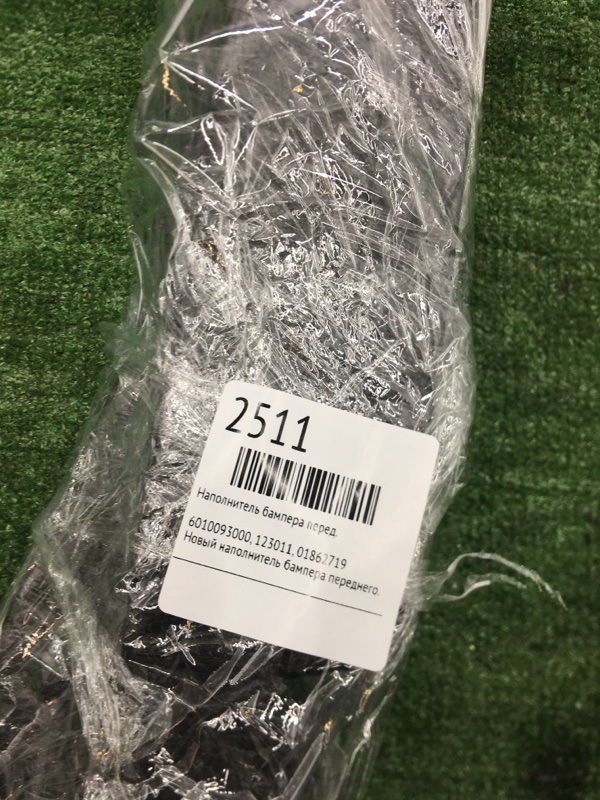 2511
Наполнитель бампера перед.
6010093000, 123011, 01862719
Новый наполнитель бампера переднего.